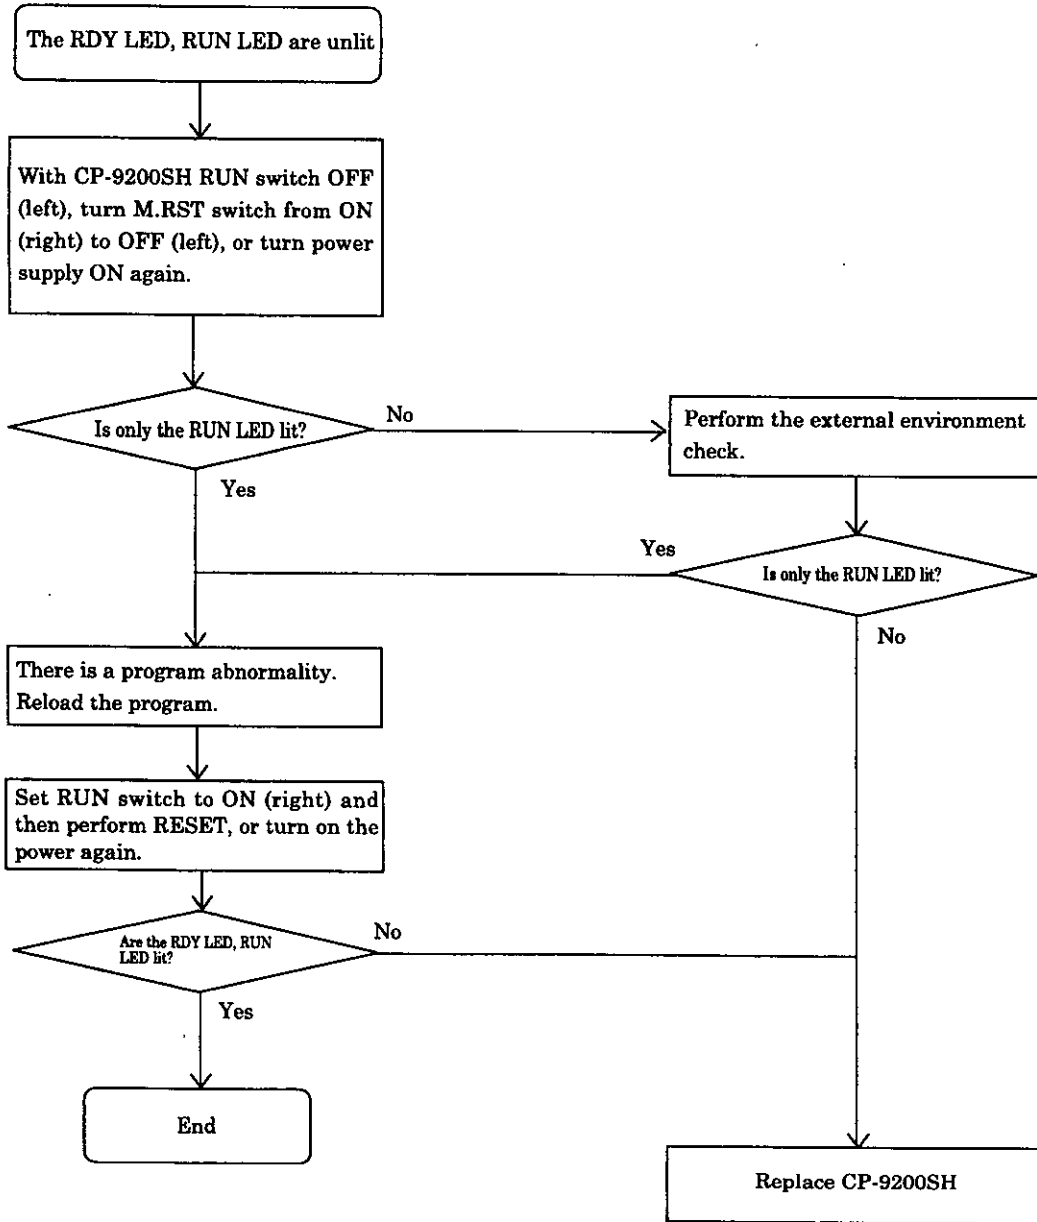 The RDY LED, RUN LED are unlit
With CP-9200SH RUN switch OFF
(left), turn M.RST switch from ON
(right) to OFF (left), or turn power
supply ON again.
Is only the RUN LED lit?
No
Perform the external environment
check.
Yes
Yes
Is only the RUN LED lit?
No
There is a program abnormality.
Reload the program.
Set RUN switch to ON (right) and
then perform RESET, or turn on the
power again.
Are the RDY LED, RUN
LED lit?
No
Yes
End
Replace CP-9200SH